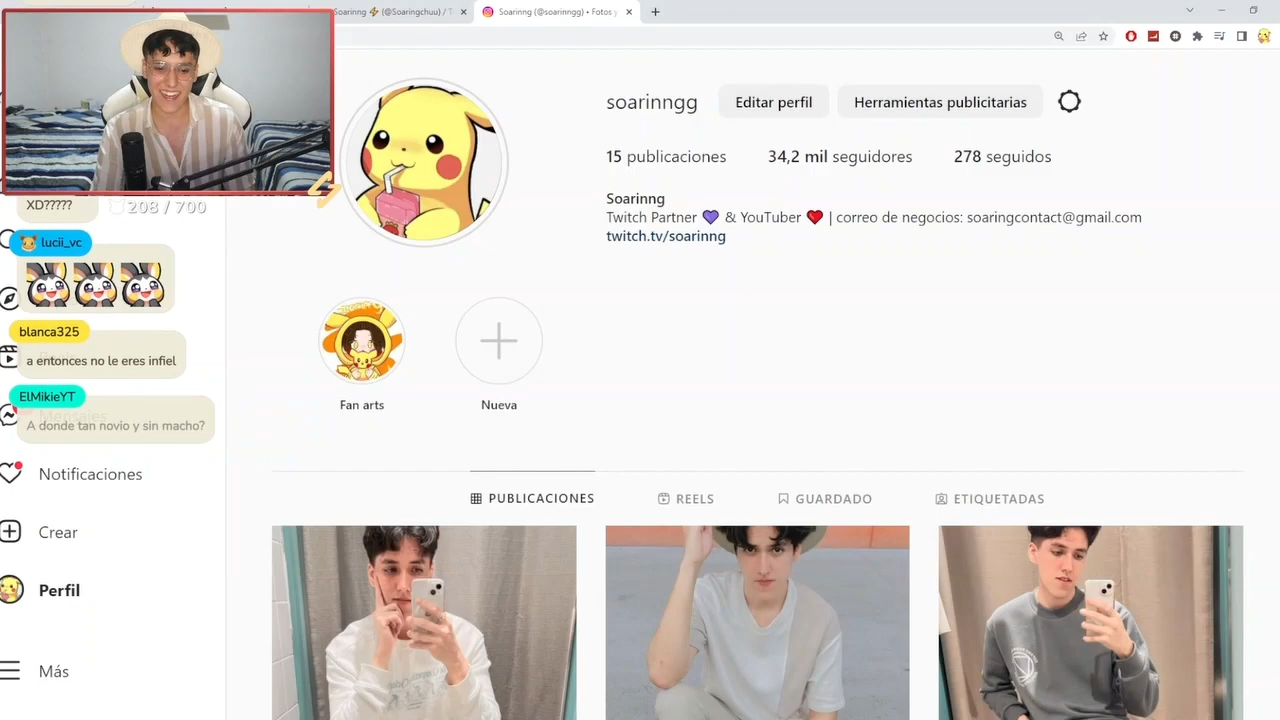 Soarinng ⚡ (@Soaringchuu) / T
Soarinng (@soarinngg) • Fotos y
soarinngg
Editar perfil
Herramientas publicitarias
15 publicaciones
34,2 mil seguidores
278 seguidos
Soarinng
Twitch Partner 💜 & YouTuber ❤️ | correo de negocios: soaringcontact@gmail.com
twitch.tv/soarinng
XD?????
208 / 700
lucii_vc
blanca325
a entonces no le eres infiel
ElMikieYT
Mensajes
A donde tan novio y sin macho?
Fan arts
Nueva
Notificaciones
Crear
Perfil
Más
PUBLICACIONES
REELS
GUARDADO
ETIQUETADAS